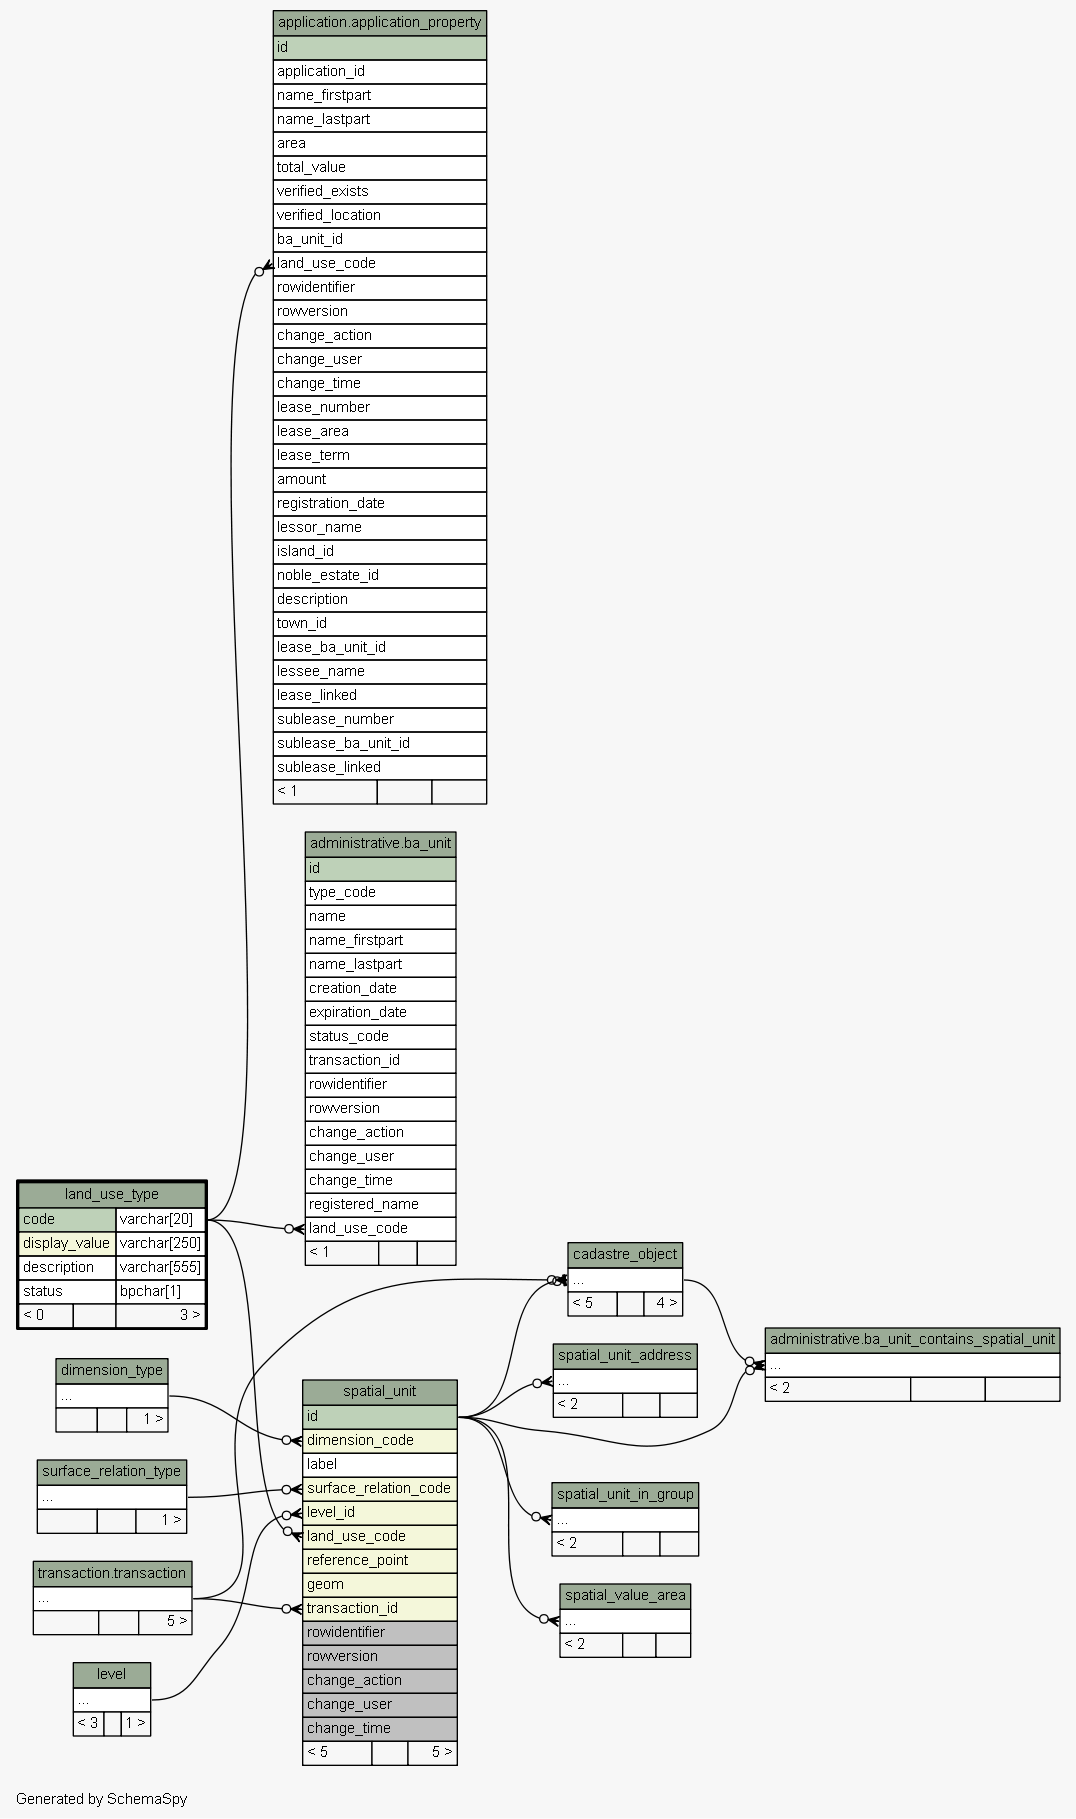 application.application_property
id
application_id
name_firstpart
name_lastpart
area
total_value
verified_exists
verified_location
ba_unit_id
land_use_code
rowidentifier
rowversion
change_action
change_user
change_time
lease_number
lease_area
lease_term
amount
registration_date
lessor_name
island_id
noble_estate_id
description
town_id
lease_ba_unit_id
lessee_name
lease_linked
sublease_number
sublease_ba_unit_id
sublease_linked
< 1
administrative.ba_unit
id
type_code
name
name_firstpart
name_lastpart
creation_date
expiration_date
status_code
transaction_id
rowidentifier
rowversion
change_action
change_user
change_time
registered_name
land_use_code
< 1
land_use_type
code varchar[20]
display_value varchar[250]
description varchar[555]
status bpchar[1]
< 0 3 >
cadastre_object
...
< 5 4 >
administrative.ba_unit_contains_spatial_unit
...
< 2
spatial_unit_address
...
< 2
dimension_type
...
1 >
surface_relation_type
...
1 >
transaction.transaction
...
5 >
level
...
< 3 1 >
spatial_unit
id
dimension_code
label
surface_relation_code
level_id
land_use_code
reference_point
geom
transaction_id
rowidentifier
rowversion
change_action
change_user
change_time
< 5 5 >
spatial_unit_in_group
...
< 2
spatial_value_area
...
< 2
Generated by SchemaSpy